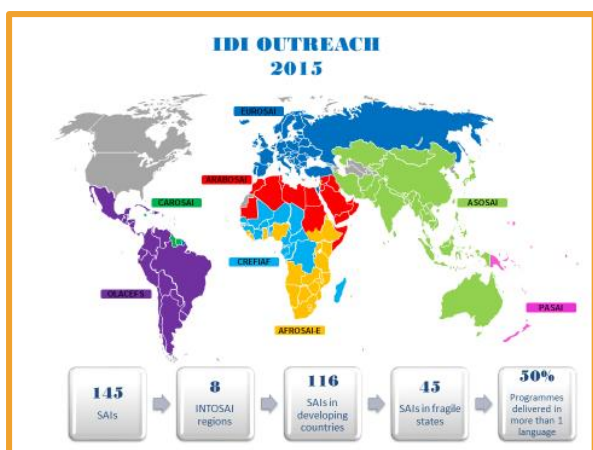 IDI OUTREACH
2015
EUROSAI
ARABOSAI
CAROSAI
ASOSAI
CREFIAF
OLACEFS
PASAI
AFROSAI-E
145
SAIs
8
INTOSAI
regions
116
SAIs in
developing
countries
45
SAIs in fragile
states
50%
Programmes
delivered in
more than 1
language